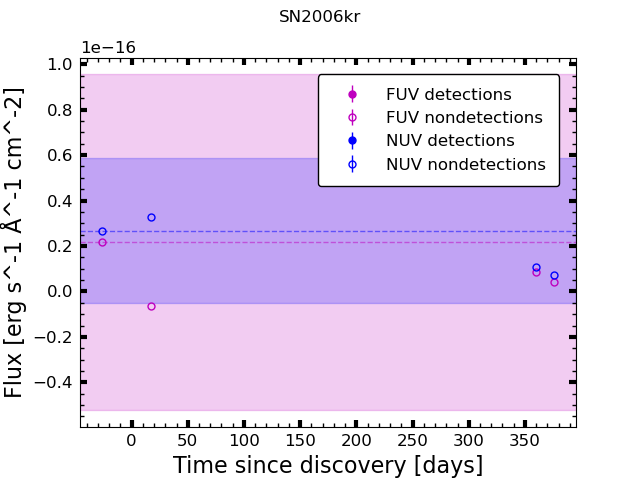 SN2006kr
1e−16
1.0
0.8
0.6
0.4
0.2
0.0
−0.2
−0.4
Flux [erg s^-1 Å^-1 cm^-2]
FUV detections
FUV nondetections
NUV detections
NUV nondetections
0 50 100 150 200 250 300 350
Time since discovery [days]